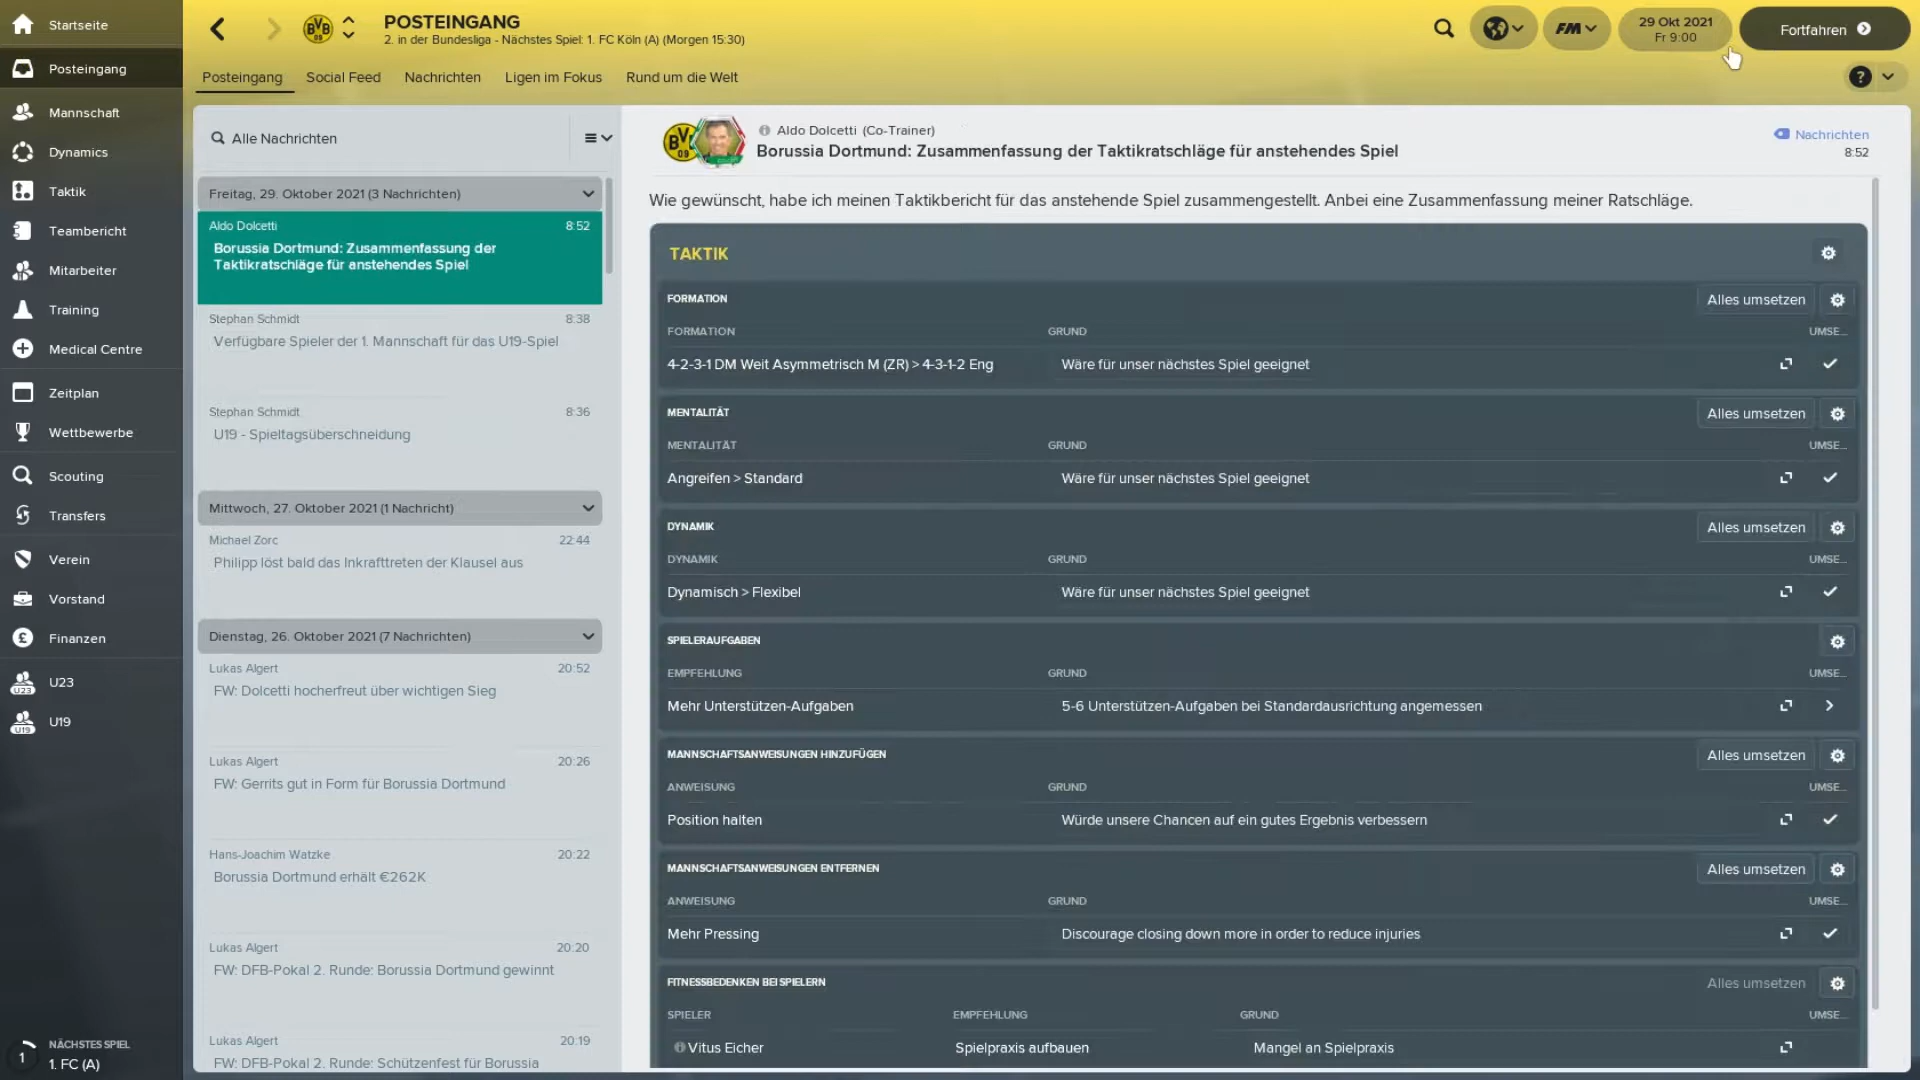 Startseite
Posteingang
Mannschaft
Dynamics
Taktik
Teambericht
Mitarbeiter
Training
Medical Centre
Zeitplan
Wettbewerbe
Scouting
Transfers
Verein
Vorstand
Finanzen
U23
U19
NÄCHSTES SPIEL
1
1. FC (A)
POSTEINGANG
2. in der Bundesliga - Nächstes Spiel: 1. FC Köln (A) (Morgen 15:30)
FM
29 Okt 2021
Fr 9:00
Fortfahren
Posteingang Social Feed Nachrichten Ligen im Fokus Rund um die Welt
?
Alle Nachrichten
Freitag, 29. Oktober 2021 (3 Nachrichten)
Aldo Dolcetti 8:52
Borussia Dortmund: Zusammenfassung der
Taktikratschläge für anstehendes Spiel
Stephan Schmidt 8:38
Verfügbare Spieler der 1. Mannschaft für das U19-Spiel
Stephan Schmidt 8:36
U19 - Spieltagsüberschneidung
Mittwoch, 27. Oktober 2021 (1 Nachricht)
Michael Zorc 22:44
Philipp löst bald das Inkrafttreten der Klausel aus
Dienstag, 26. Oktober 2021 (7 Nachrichten)
Lukas Algert 20:52
FW: Dolcetti hocherfreut über wichtigen Sieg
Lukas Algert 20:26
FW: Gerrits gut in Form für Borussia Dortmund
Hans-Joachim Watzke 20:22
Borussia Dortmund erhält €262K
Lukas Algert 20:20
FW: DFB-Pokal 2. Runde: Borussia Dortmund gewinnt
Lukas Algert 20:19
FW: DFB-Pokal 2. Runde: Schützenfest für Borussia
BVB 09
Aldo Dolcetti (Co-Trainer)
Borussia Dortmund: Zusammenfassung der Taktikratschläge für anstehendes Spiel
Nachrichten
8:52
Wie gewünscht, habe ich meinen Taktikbericht für das anstehende Spiel zusammengestellt. Anbei eine Zusammenfassung meiner Ratschläge.
TAKTIK
FORMATION Alles umsetzen
FORMATION GRUND UMSE...
4-2-3-1 DM Weit Asymmetrisch M (ZR) > 4-3-1-2 Eng Wäre für unser nächstes Spiel geeignet
MENTALITÄT Alles umsetzen
MENTALITÄT GRUND UMSE...
Angreifen > Standard Wäre für unser nächstes Spiel geeignet
DYNAMIK Alles umsetzen
DYNAMIK GRUND UMSE...
Dynamisch > Flexibel Wäre für unser nächstes Spiel geeignet
SPIELERAUFGABEN
EMPFEHLUNG GRUND UMSE...
Mehr Unterstützen-Aufgaben 5-6 Unterstützen-Aufgaben bei Standardausrichtung angemessen
MANNSCHAFTSANWEISUNGEN HINZUFÜGEN Alles umsetzen
ANWEISUNG GRUND UMSE...
Position halten Würde unsere Chancen auf ein gutes Ergebnis verbessern
MANNSCHAFTSANWEISUNGEN ENTFERNEN Alles umsetzen
ANWEISUNG GRUND UMSE...
Mehr Pressing Discourage closing down more in order to reduce injuries
FITNESSBEDENKEN BEI SPIELERN Alles umsetzen
SPIELER EMPFEHLUNG GRUND UMSE...
Vitus Eicher Spielpraxis aufbauen Mangel an Spielpraxis